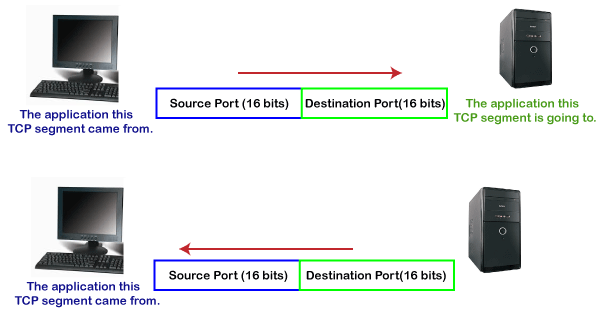 Source Port (16 bits)
Destination Port(16 bits)
The application this
TCP segment came from.
The application this
TCP segment is going to.
Source Port (16 bits)
Destination Port(16 bits)
The application this
TCP segment came from.